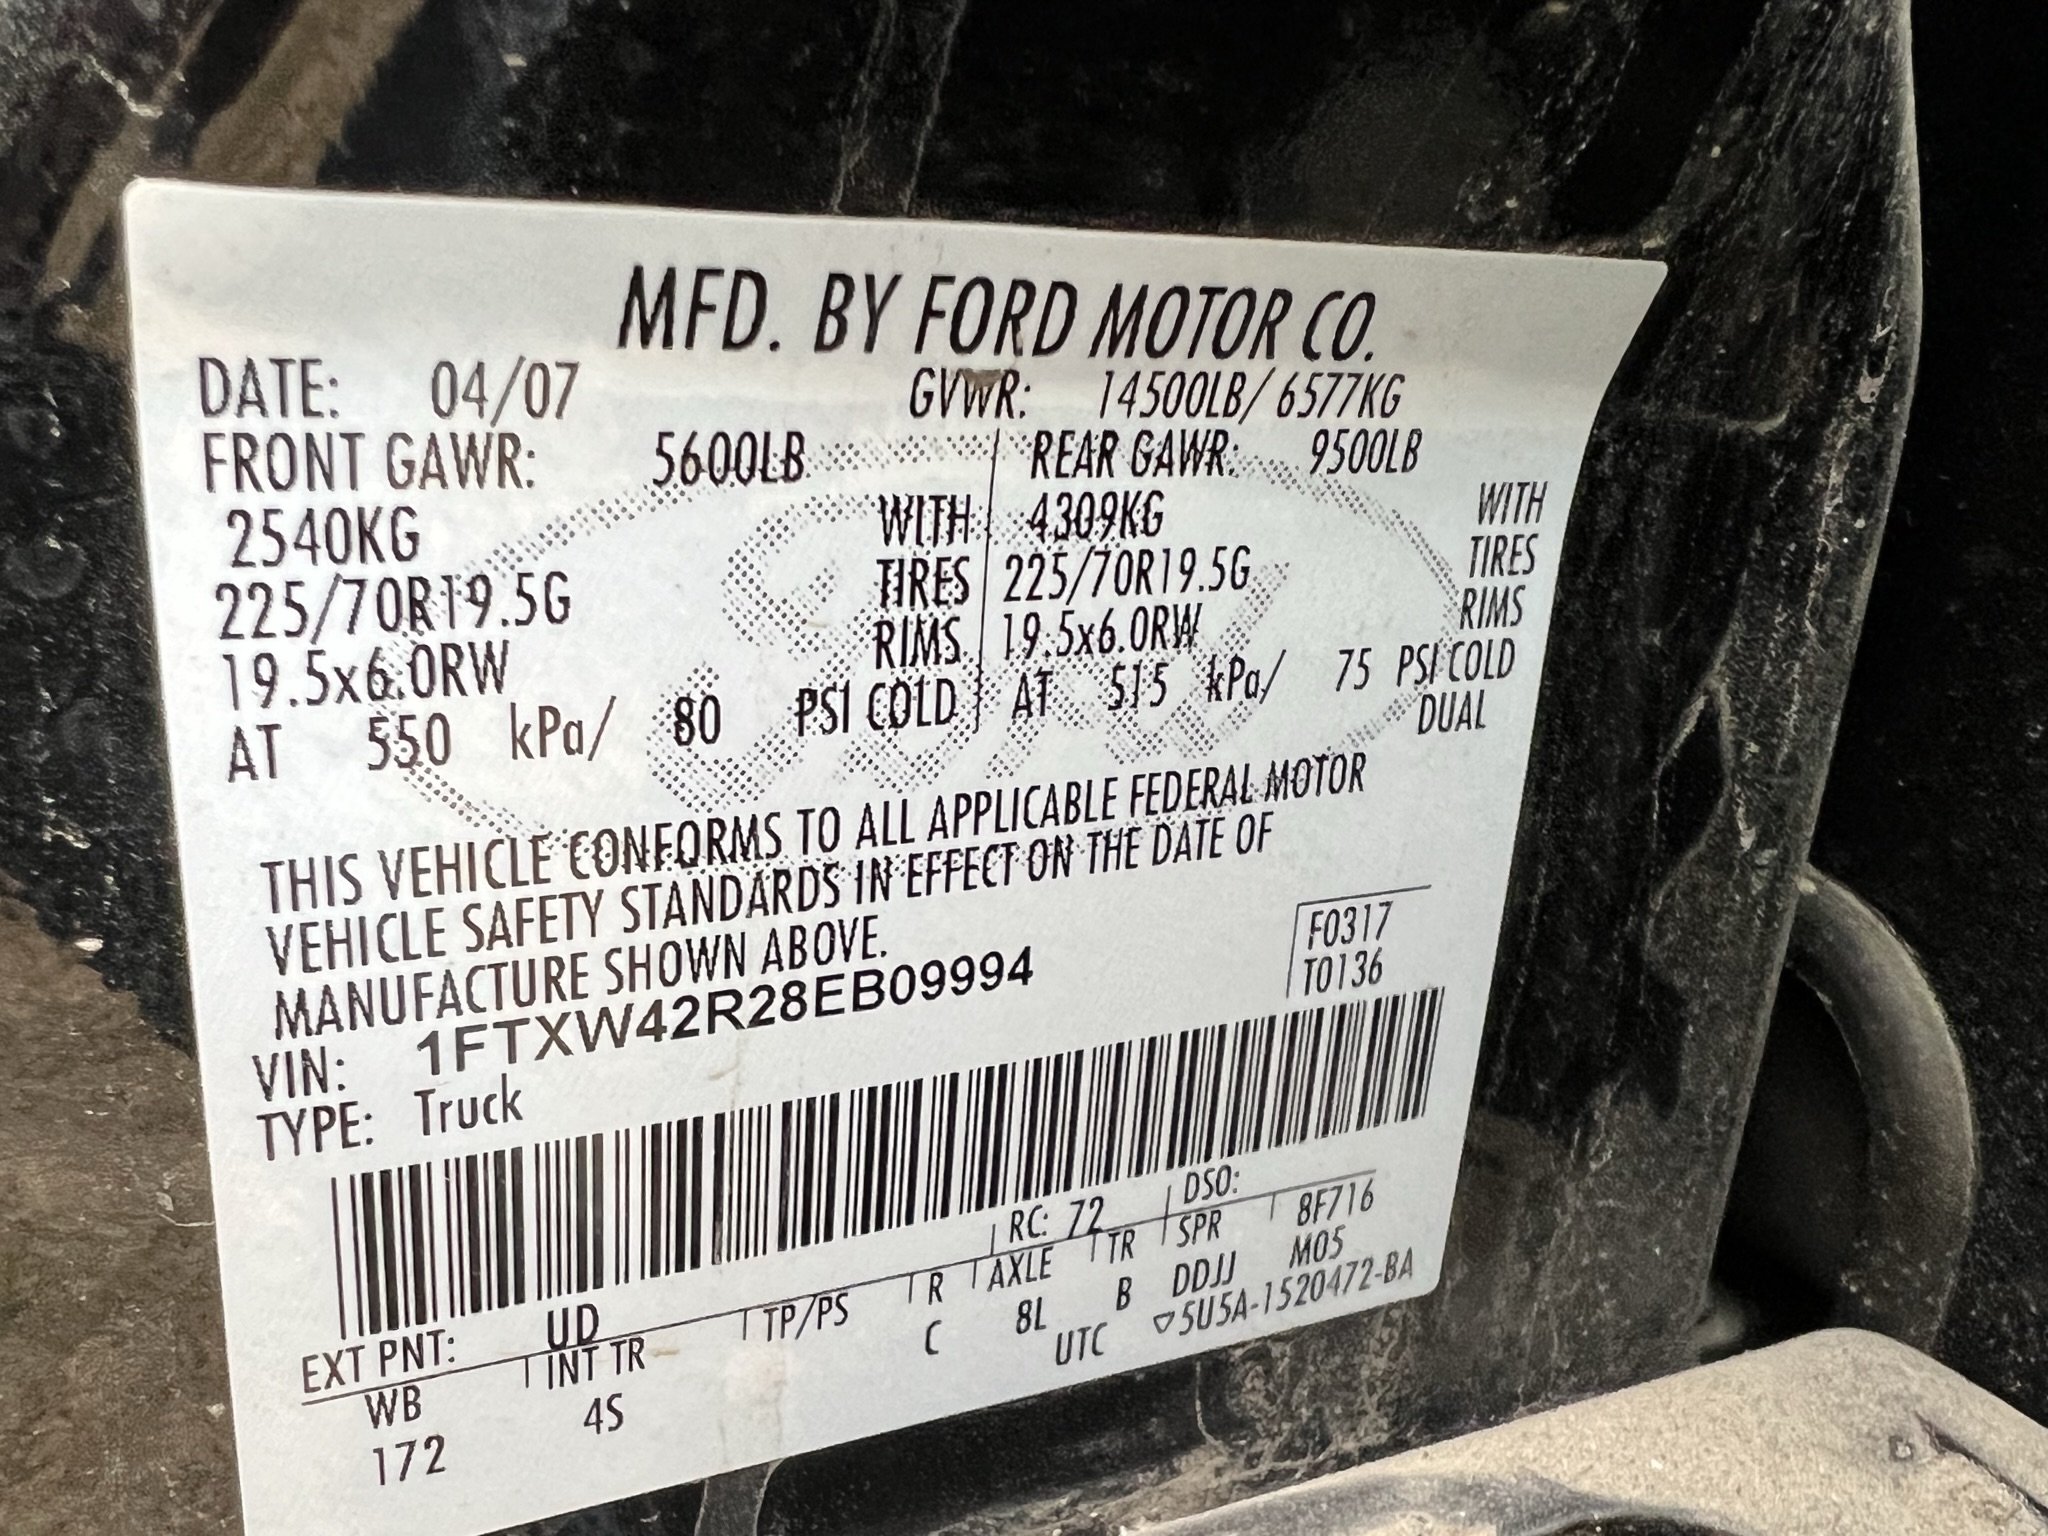 MFD. BY FORD MOTOR CO.
DATE: 04/07 GVWR: 14500LB/ 6577KG
FRONT GAWR: 5600LB REAR GAWR: 9500LB
2540KG WITH 4309KG WITH
225/70R19.5G TIRES 225/70R19.5G TIRES
19.5x6.0RW RIMS 19.5x6.0RW RIMS
AT 550 kPa/ 80 PSI COLD AT 515 kPa/ 75 PSI COLD
DUAL
THIS VEHICLE CONFORMS TO ALL APPLICABLE FEDERAL MOTOR
VEHICLE SAFETY STANDARDS IN EFFECT ON THE DATE OF
MANUFACTURE SHOWN ABOVE.
F0317
T0136
VIN: 1FTXW42R28EB09994
TYPE: Truck
EXT PNT: UD RC: 72 DSO:
WB INT TR TP/PS R AXLE TR SPR 8F716
172 4S C 8L B DDJJ M05
UTC ▽5U5A-1520472-BA